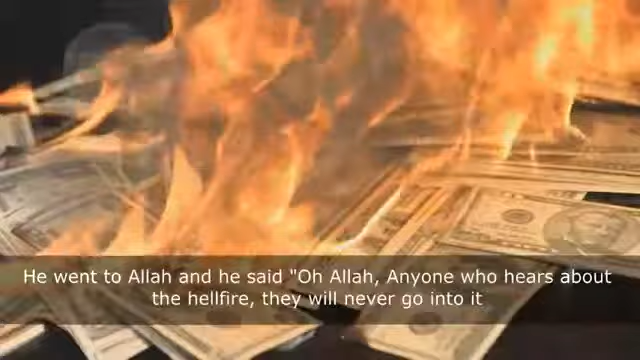 He went to Allah and he said "Oh Allah, Anyone who hears about
the hellfire, they will never go into it